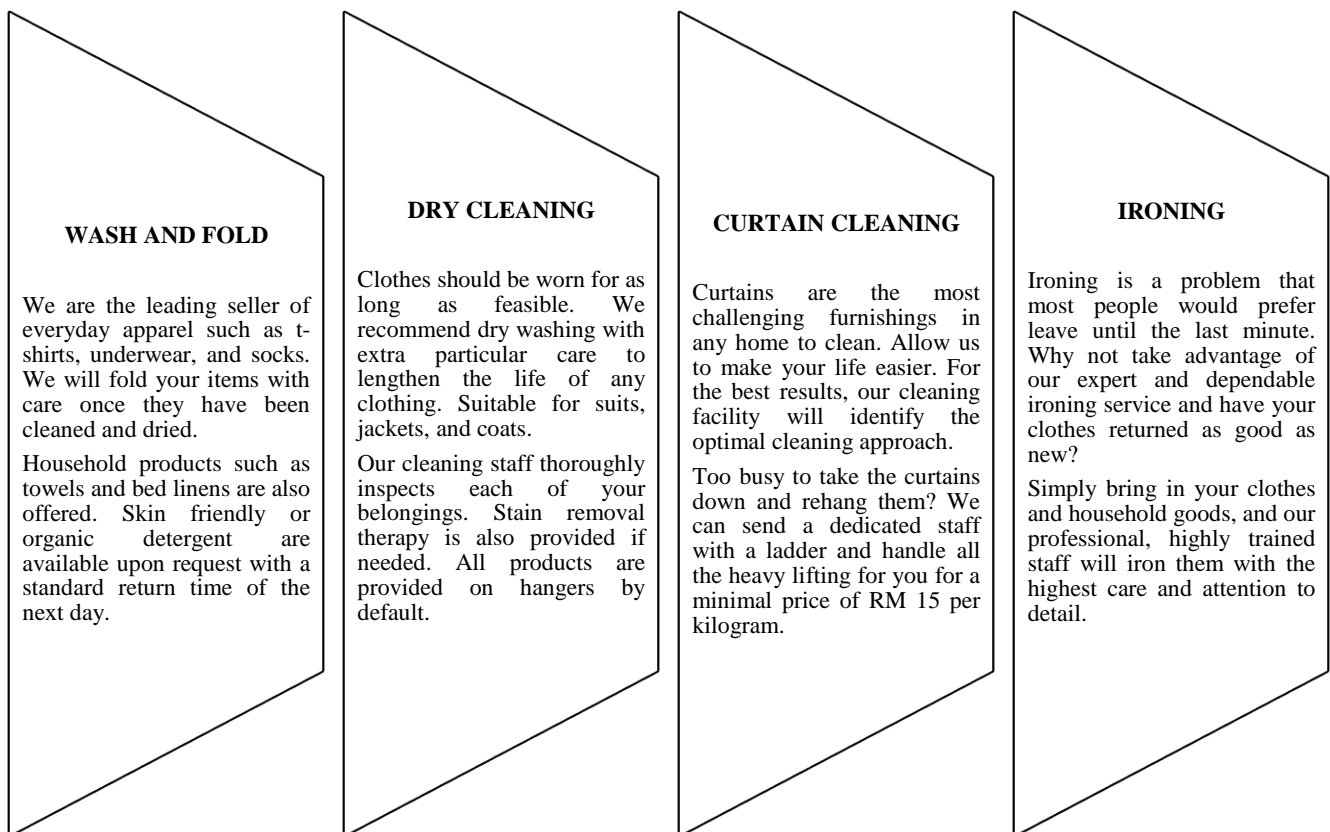 WASH AND FOLD
We are the leading seller of
everyday apparel such as t-
shirts, underwear, and socks.
We will fold your items with
care once they have been
cleaned and dried.
Household products such as
towels and bed linens are also
offered. Skin friendly or
organic detergent are
available upon request with a
standard return time of the
next day.
DRY CLEANING
Clothes should be worn for as
long as feasible. We
recommend dry washing with
extra particular care to
lengthen the life of any
clothing. Suitable for suits,
jackets, and coats.
Our cleaning staff thoroughly
inspects each of your
belongings. Stain removal
therapy is also provided if
needed. All products are
provided on hangers by
default.
CURTAIN CLEANING
Curtains are the most
challenging furnishings in
any home to clean. Allow us
to make your life easier. For
the best results, our cleaning
facility will identify the
optimal cleaning approach.
Too busy to take the curtains
down and rehang them? We
can send a dedicated staff
with a ladder and handle all
the heavy lifting for you for a
minimal price of RM 15 per
kilogram.
IRONING
Ironing is a problem that
most people would prefer
leave until the last minute.
Why not take advantage of
our expert and dependable
ironing service and have your
clothes returned as good as
new?
Simply bring in your clothes
and household goods, and our
professional, highly trained
staff will iron them with the
highest care and attention to
detail.